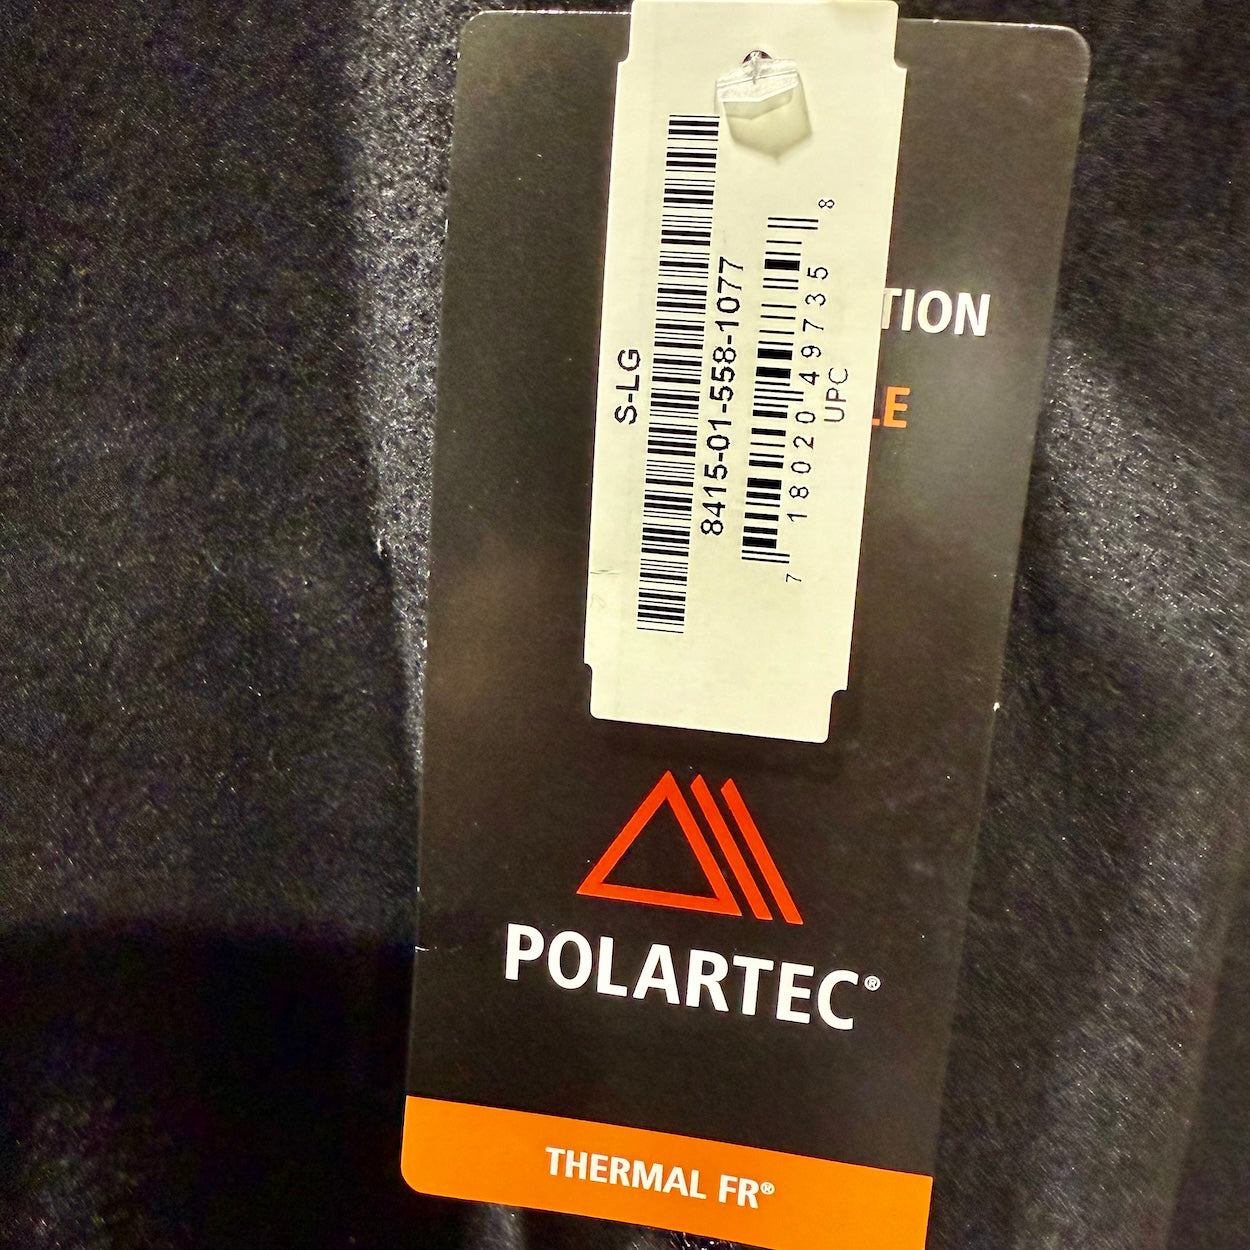 S-LG
8415-01-558-1077
7 18020 49735 8
UPC
TION
LE
POLARTEC®
THERMAL FR®